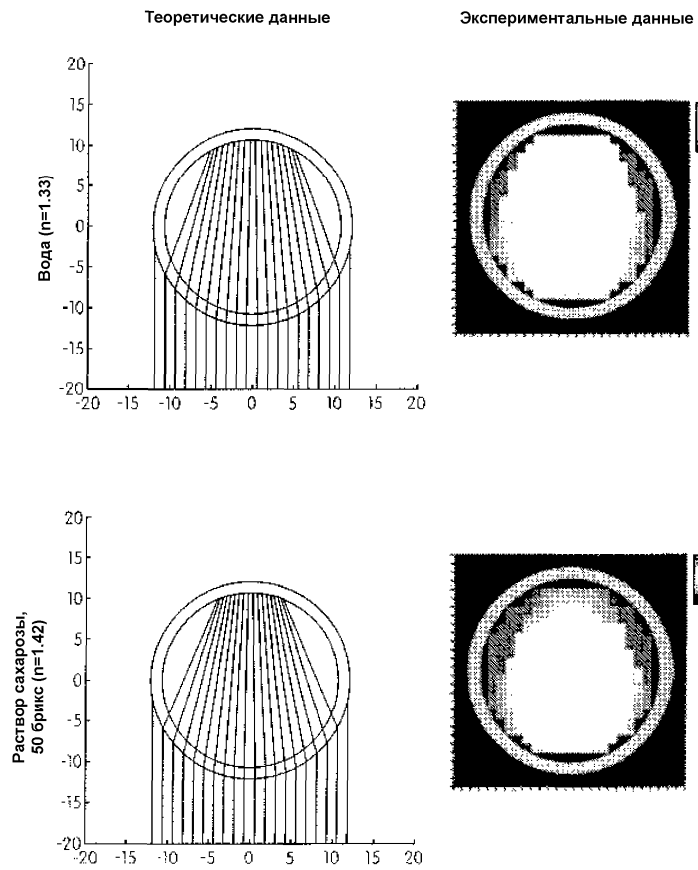 Теоретические данные
Экспериментальные данные
Вода (n=1.33)
20
15
10
5
0
-5
-10
-15
-20
-20 -15 -10 -5 0 5 10 15 20
Раствор сахарозы,
50 брикс (n=1.42)
20
15
10
5
0
-5
-10
-15
-20
-20 -15 -10 -5 0 5 10 15 20